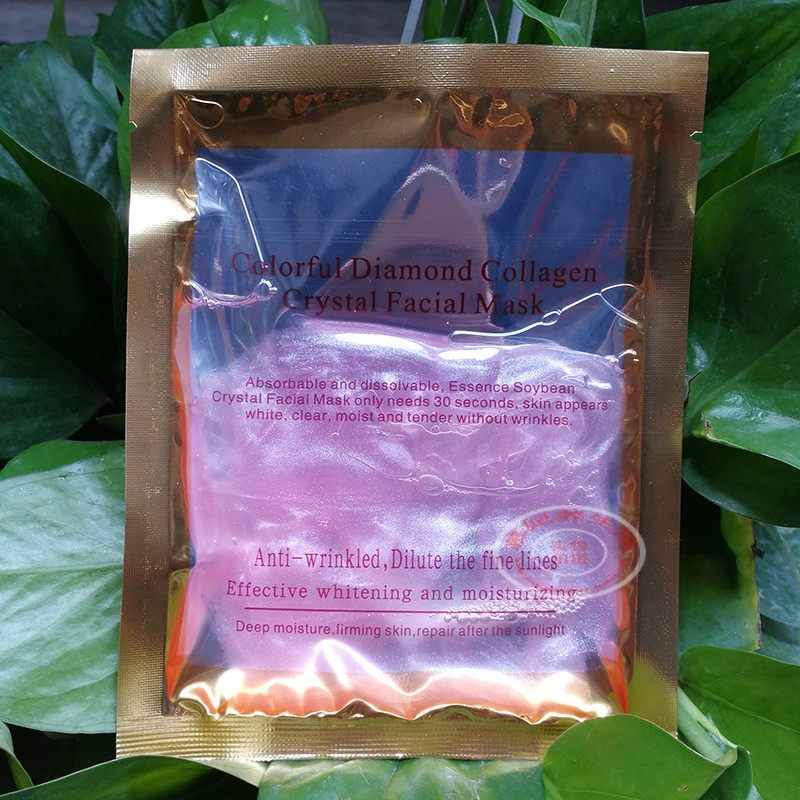 Colorful Diamond Collagen
Crystal Facial Mask
Absorbable and dissolvable, Essence Soybean
Crystal Facial Mask only needs 30 seconds, skin appears
white, clear, moist and tender without wrinkles.
Anti-wrinkled,Dilute the fine lines
Effective whitening and moisturizing
Deep moisture,firming skin,repair after the sunlight